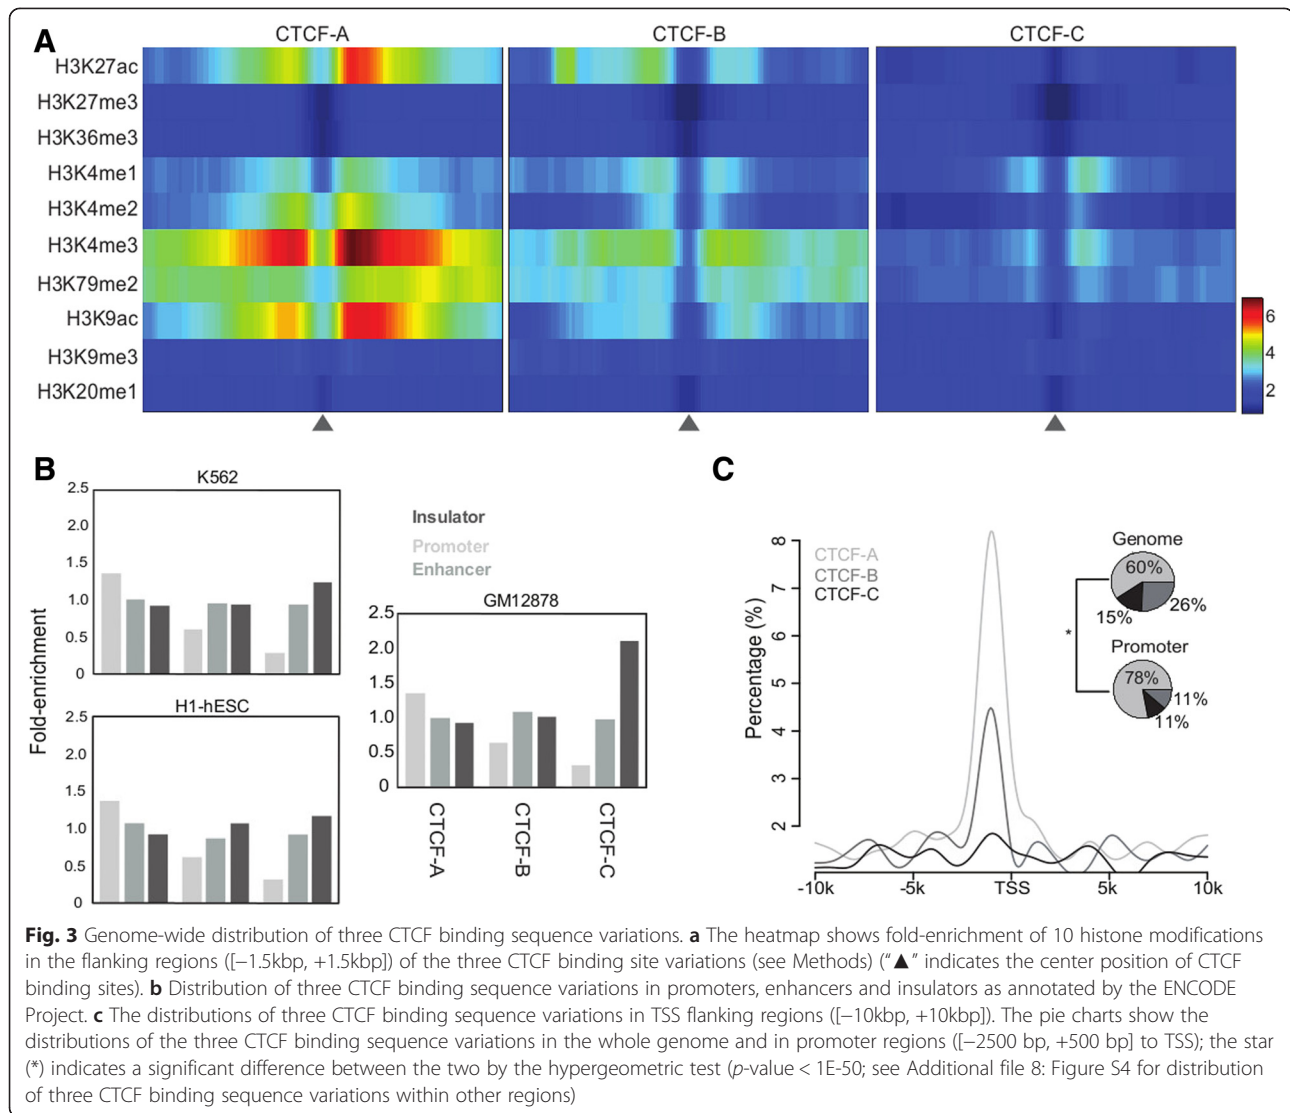 A
CTCF-A
CTCF-B
CTCF-C
H3K27ac
H3K27me3
H3K36me3
H3K4me1
H3K4me2
H3K4me3
H3K79me2
H3K9ac
H3K9me3
H3K20me1
6
4
2
B
K562
2.5
2.0
1.5
1.0
0.5
0
H1-hESC
2.5
2.0
1.5
1.0
0.5
0
Fold-enrichment
Insulator
Promoter
Enhancer
GM12878
2.5
2.0
1.5
1.0
0.5
0
CTCF-A
CTCF-B
CTCF-C
C
CTCF-A
CTCF-B
CTCF-C
Percentage (%)
8
7
6
5
4
3
2
-10k
-5k
TSS
5k
10k
Genome
60%
15%
26%
*
Promoter
78%
11%
11%
Fig. 3 Genome-wide distribution of three CTCF binding sequence variations. a The heatmap shows fold-enrichment of 10 histone modifications
in the flanking regions ([−1.5kbp, +1.5kbp]) of the three CTCF binding site variations (see Methods) (“▲” indicates the center position of CTCF
binding sites). b Distribution of three CTCF binding sequence variations in promoters, enhancers and insulators as annotated by the ENCODE
Project. c The distributions of three CTCF binding sequence variations in TSS flanking regions ([−10kbp, +10kbp]). The pie charts show the
distributions of the three CTCF binding sequence variations in the whole genome and in promoter regions ([−2500 bp, +500 bp] to TSS); the star
(*) indicates a significant difference between the two by the hypergeometric test (p-value < 1E-50; see Additional file 8: Figure S4 for distribution
of three CTCF binding sequence variations within other regions)